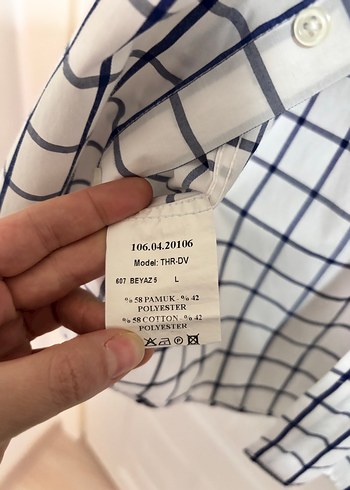 106.04.20106
Model: THR-DV
607 BEYAZ 5 L
% 58 PAMUK - % 42
POLYESTER
% 58 COTTON - % 42
POLYESTER